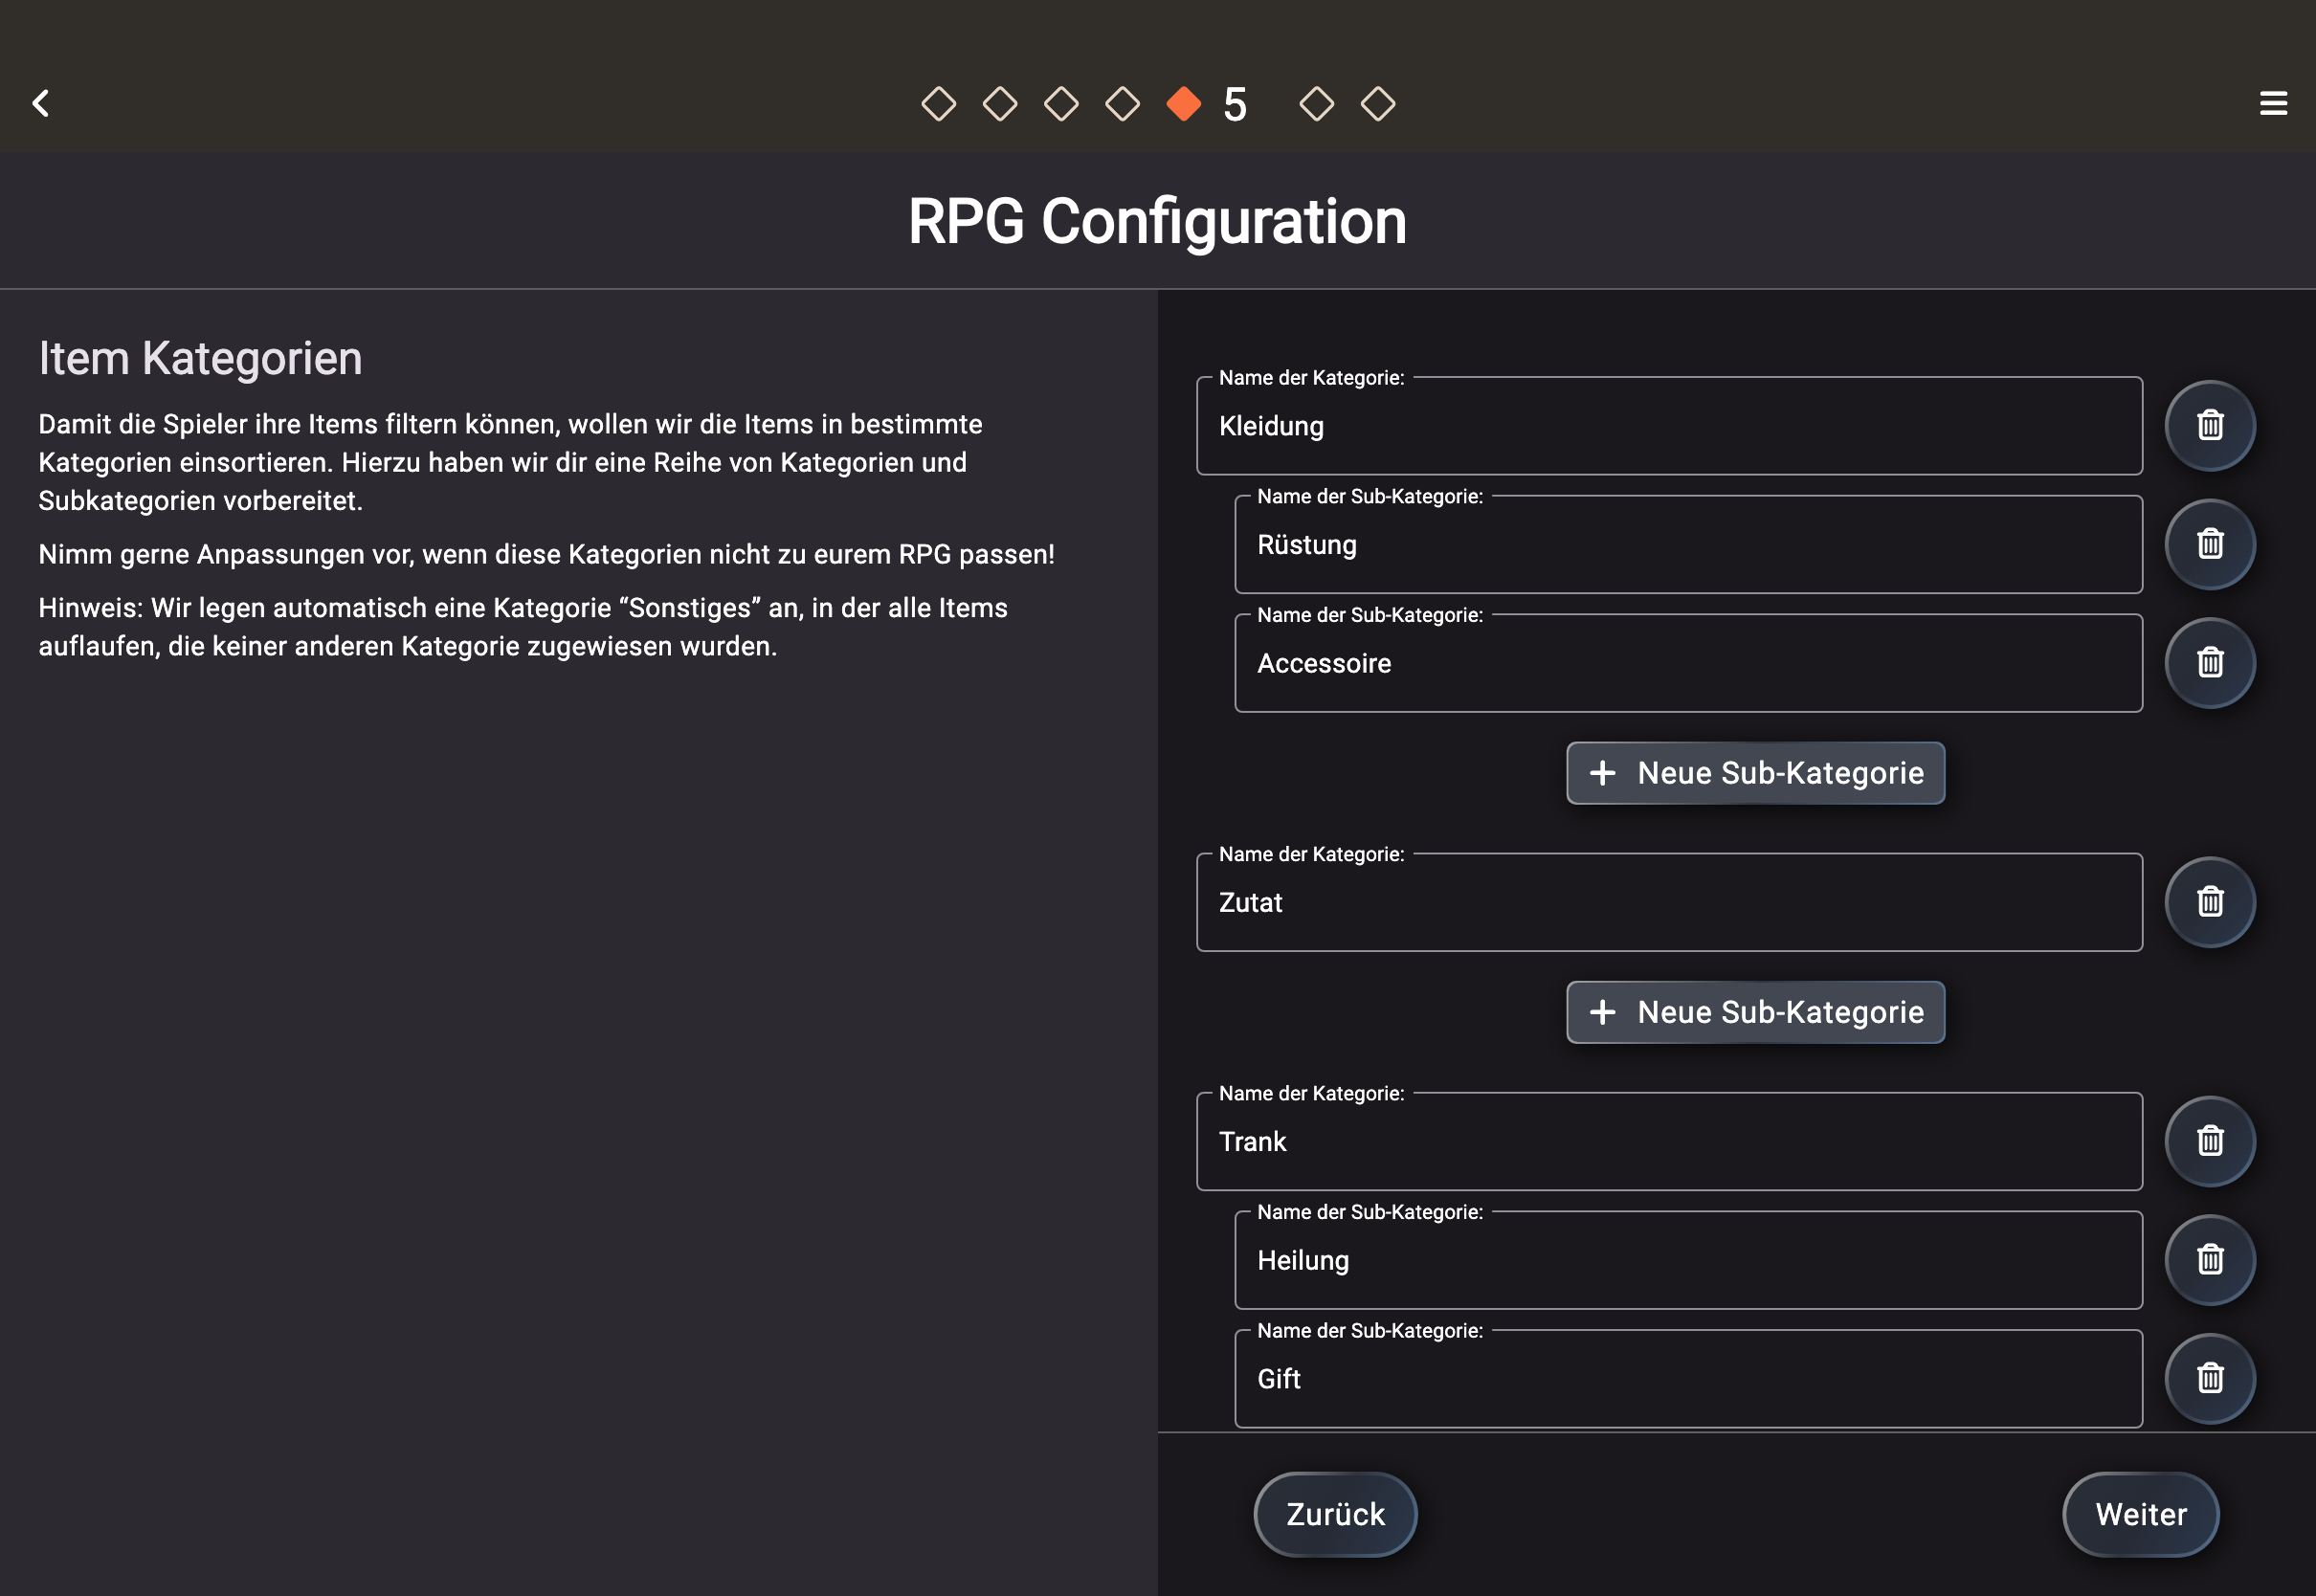 5
RPG Configuration
Item Kategorien
Damit die Spieler ihre Items filtern können, wollen wir die Items in bestimmte
Kategorien einsortieren. Hierzu haben wir dir eine Reihe von Kategorien und
Subkategorien vorbereitet.
Nimm gerne Anpassungen vor, wenn diese Kategorien nicht zu eurem RPG passen!
Hinweis: Wir legen automatisch eine Kategorie “Sonstiges” an, in der alle Items
auflaufen, die keiner anderen Kategorie zugewiesen wurden.
Name der Kategorie:
Kleidung
Name der Sub-Kategorie:
Rüstung
Name der Sub-Kategorie:
Accessoire
Neue Sub-Kategorie
Name der Kategorie:
Zutat
Neue Sub-Kategorie
Name der Kategorie:
Trank
Name der Sub-Kategorie:
Heilung
Name der Sub-Kategorie:
Gift
Zurück
Weiter